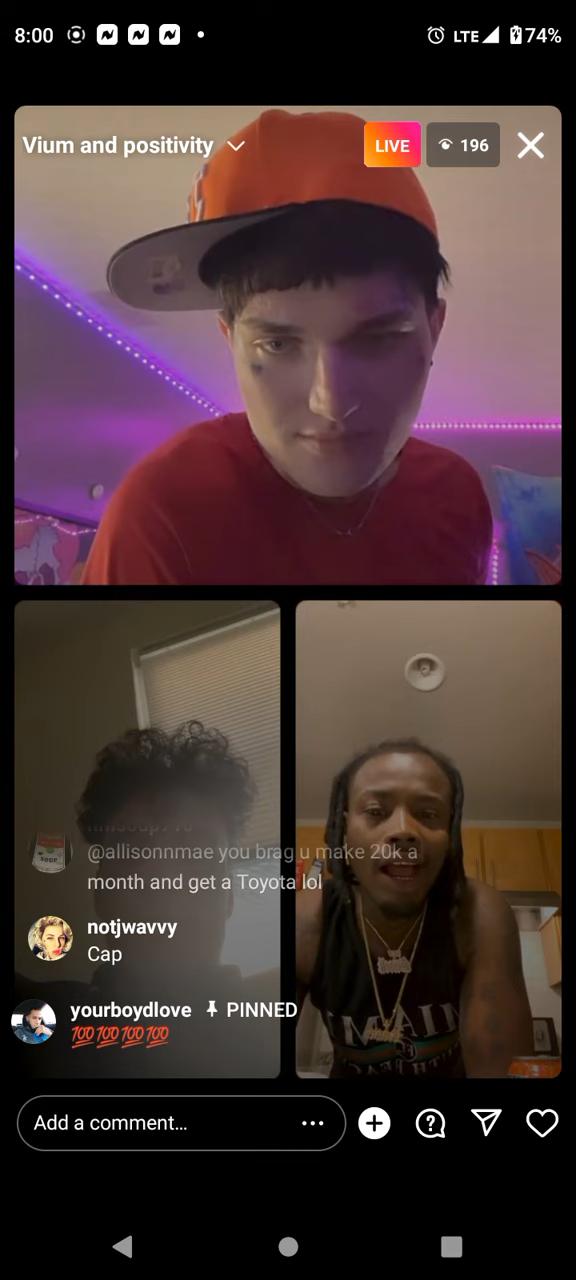 8:00
LTE
74%
Vium and positivity
LIVE
196
@allisonnmae you brag u make 20k a
month and get a Toyota lol
notjwavvy
Cap
yourboydlove PINNED
💯💯💯💯
Add a comment…